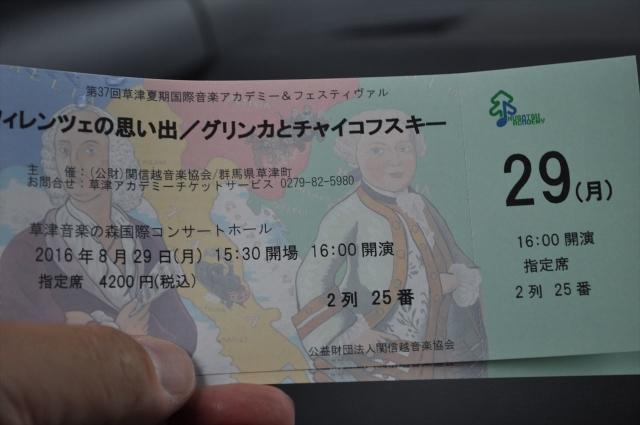 第37回草津夏期国際音楽アカデミー＆フェスティヴァル
フィレンツェの思い出／グリンカとチャイコフスキー
主　　催：(公財)関信越音楽協会/群馬県草津町
お問合せ：草津アカデミーチケットサービス 0279-82-5980
草津音楽の森国際コンサートホール
2016年8月29日(月) 15:30開場 16:00開演
指定席 4200円(税込)
2列 25番
公益財団法人関信越音楽協会
KUSATSU
ACADEMY
29(月)
16:00開演
指定席
2列 25番